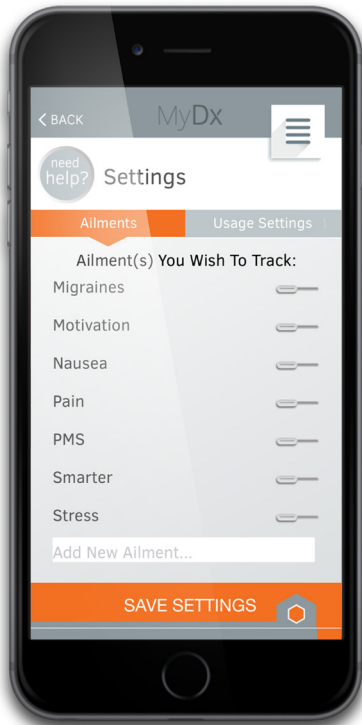 BACK MyDx
need
help?
Settings
Ailments Usage Settings
Ailment(s) You Wish To Track:
Migraines
Motivation
Nausea
Pain
PMS
Smarter
Stress
Add New Ailment...
SAVE SETTINGS